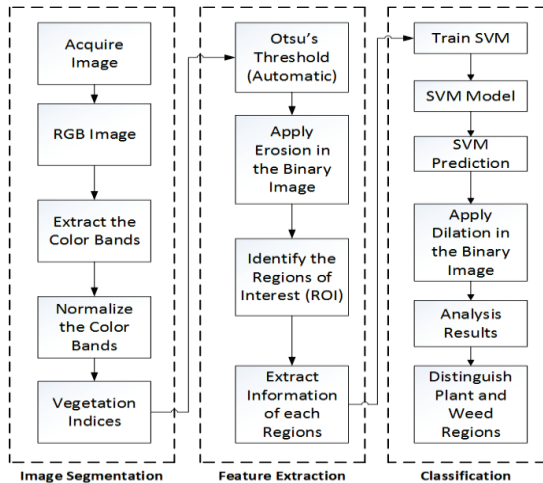 Acquire
Image
RGB Image
Extract the
Color Bands
Normalize
the Color
Bands
Vegetation
Indices
Image Segmentation
Otsu's
Threshold
(Automatic)
Apply
Erosion in
the Binary
Image
Identify the
Regions of
Interest (ROI)
Extract
Information
of each
Regions
Feature Extraction
Train SVM
SVM Model
SVM
Prediction
Apply
Dilation in
the Binary
Image
Analysis
Results
Distinguish
Plant and
Weed
Regions
Classification